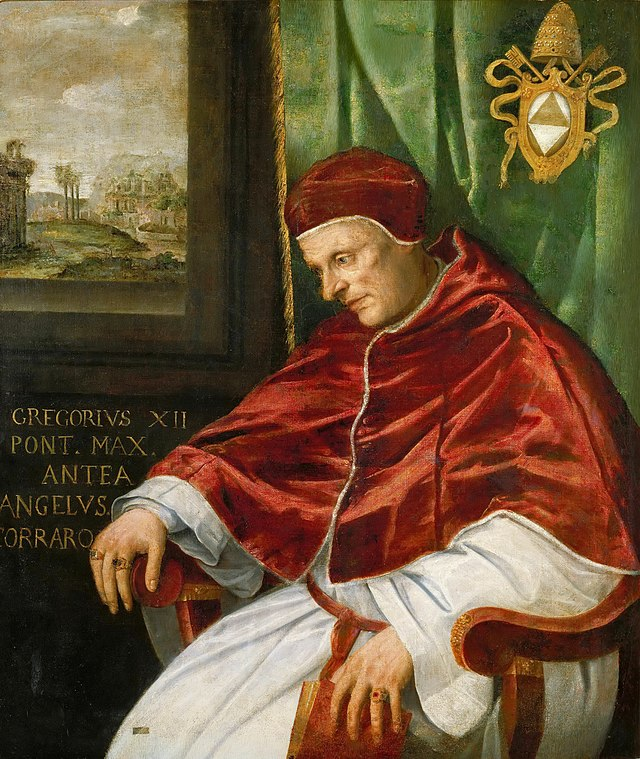 GREGORIVS XII
PONT. MAX.
ANTEA
ANGELVS.
CORRARO